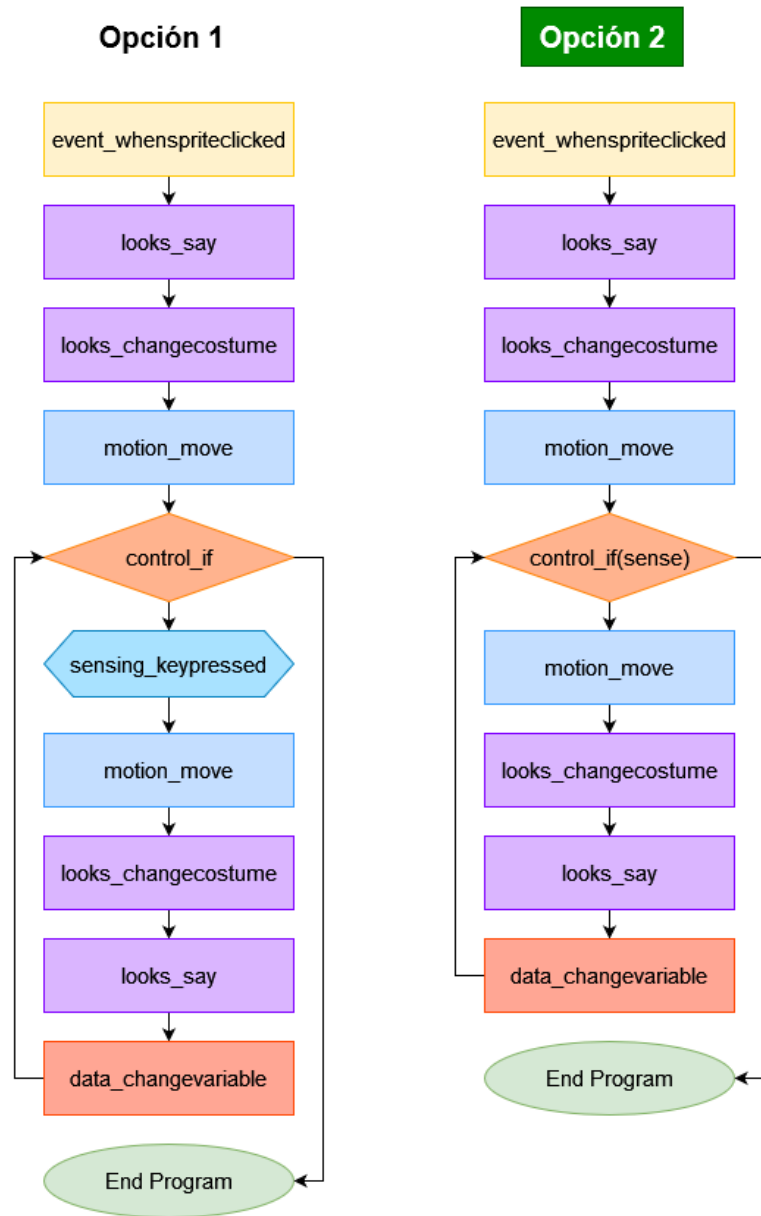 Opción 1
event_whenspriteclicked
looks_say
looks_changecostume
motion_move
control_if
sensing_keypressed
motion_move
looks_changecostume
looks_say
data_changevariable
End Program
Opción 2
event_whenspriteclicked
looks_say
looks_changecostume
motion_move
control_if(sense)
motion_move
looks_changecostume
looks_say
data_changevariable
End Program